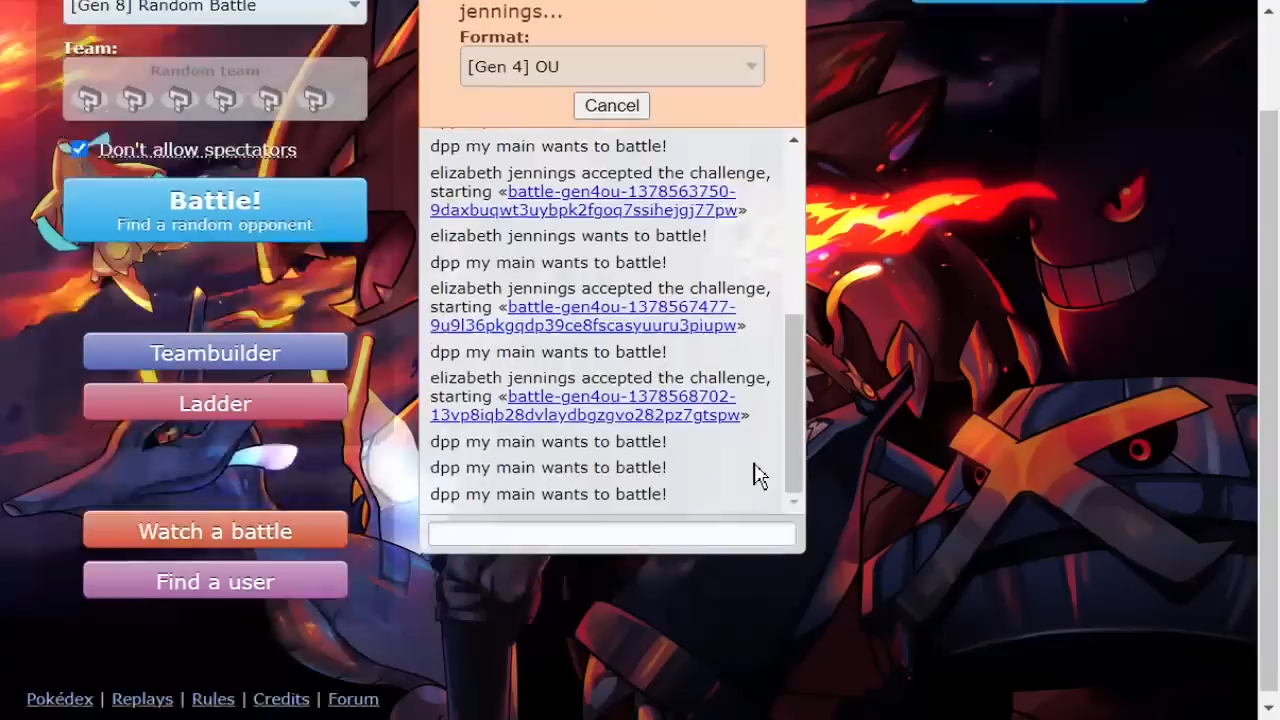 [Gen 8] Random Battle
Team:
Random team
Don't allow spectators
Battle!
Find a random opponent
Teambuilder
Ladder
Watch a battle
Find a user
Pokédex | Replays | Rules | Credits | Forum
jennings...
Format:
[Gen 4] OU
Cancel
dpp my main wants to battle!
elizabeth jennings accepted the challenge,
starting «battle-gen4ou-1378563750-
9daxbuqwt3uybpk2fgoq7ssihejgj77pw»
elizabeth jennings wants to battle!
dpp my main wants to battle!
elizabeth jennings accepted the challenge,
starting «battle-gen4ou-1378567477-
9u9l36pkgqdp39ce8fscasyuuru3piupw»
dpp my main wants to battle!
elizabeth jennings accepted the challenge,
starting «battle-gen4ou-1378568702-
13vp8iqb28dvlaydbgzgvo282pz7gtspw»
dpp my main wants to battle!
dpp my main wants to battle!
dpp my main wants to battle!